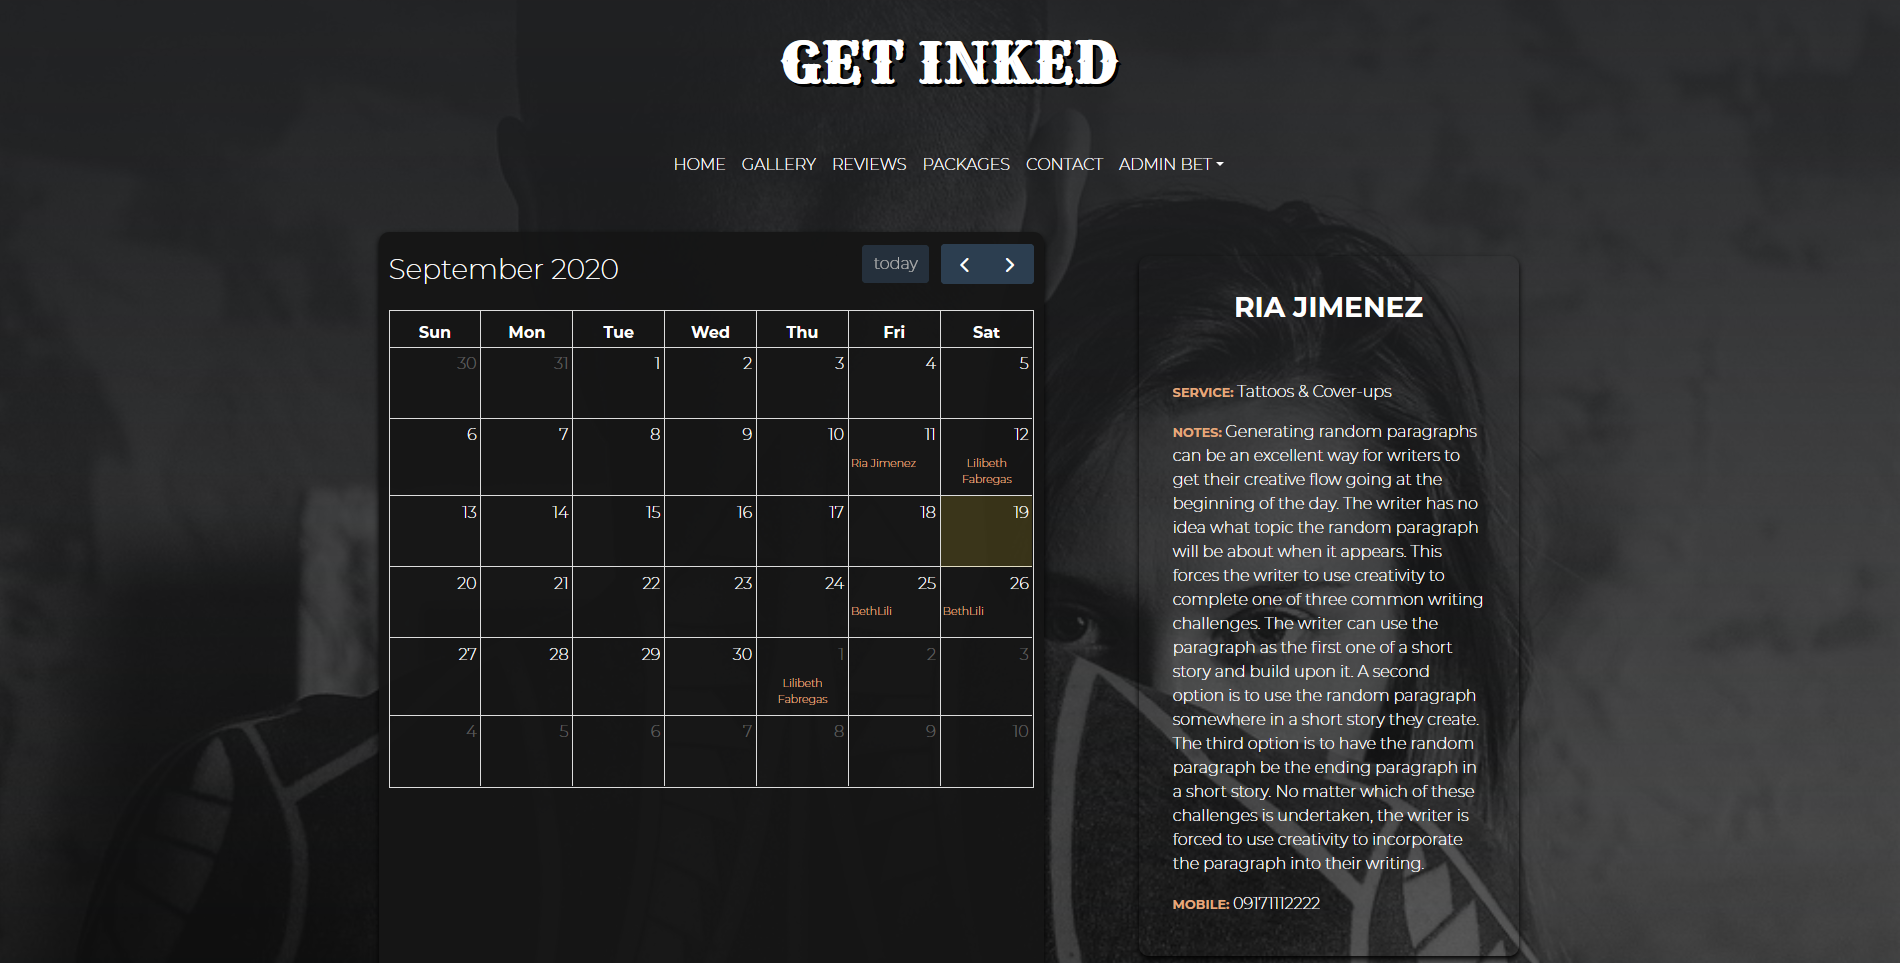 GET INKED
HOME GALLERY REVIEWS PACKAGES CONTACT ADMIN BET
September 2020
today
Sun Mon Tue Wed Thu Fri Sat
30 31 1 2 3 4 5
6 7 8 9 10 11 12
Ria Jimenez Lilibeth
Fabregas
13 14 15 16 17 18 19
20 21 22 23 24 25 26
BethLili BethLili
27 28 29 30 1 2 3
Lilibeth
Fabregas
4 5 6 7 8 9 10
RIA JIMENEZ
SERVICE: Tattoos & Cover-ups
NOTES: Generating random paragraphs
can be an excellent way for writers to
get their creative flow going at the
beginning of the day. The writer has no
idea what topic the random paragraph
will be about when it appears. This
forces the writer to use creativity to
complete one of three common writing
challenges. The writer can use the
paragraph as the first one of a short
story and build upon it. A second
option is to use the random paragraph
somewhere in a short story they create.
The third option is to have the random
paragraph be the ending paragraph in
a short story. No matter which of these
challenges is undertaken, the writer is
forced to use creativity to incorporate
the paragraph into their writing.
MOBILE: 09171112222